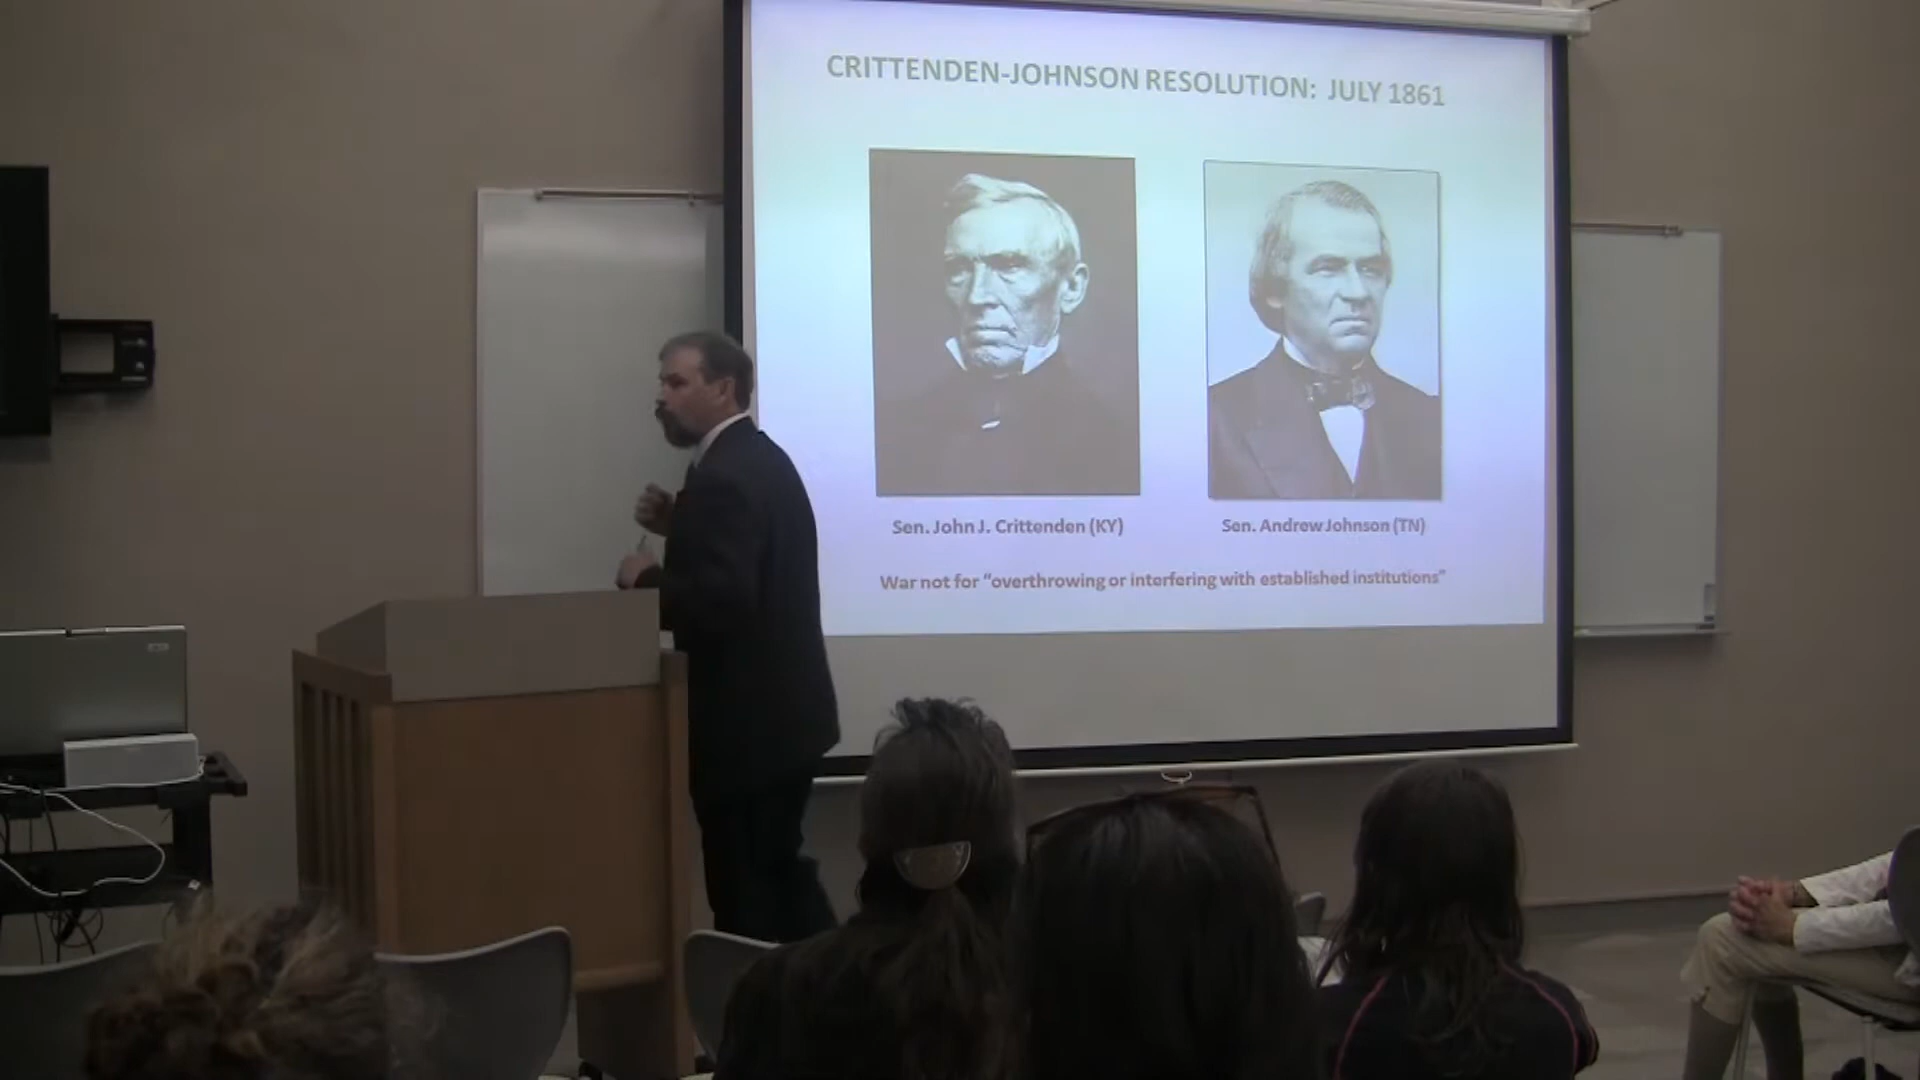 CRITTENDEN-JOHNSON RESOLUTION: JULY 1861
Sen. John J. Crittenden (KY)
Sen. Andrew Johnson (TN)
War not for “overthrowing or interfering with established institutions”